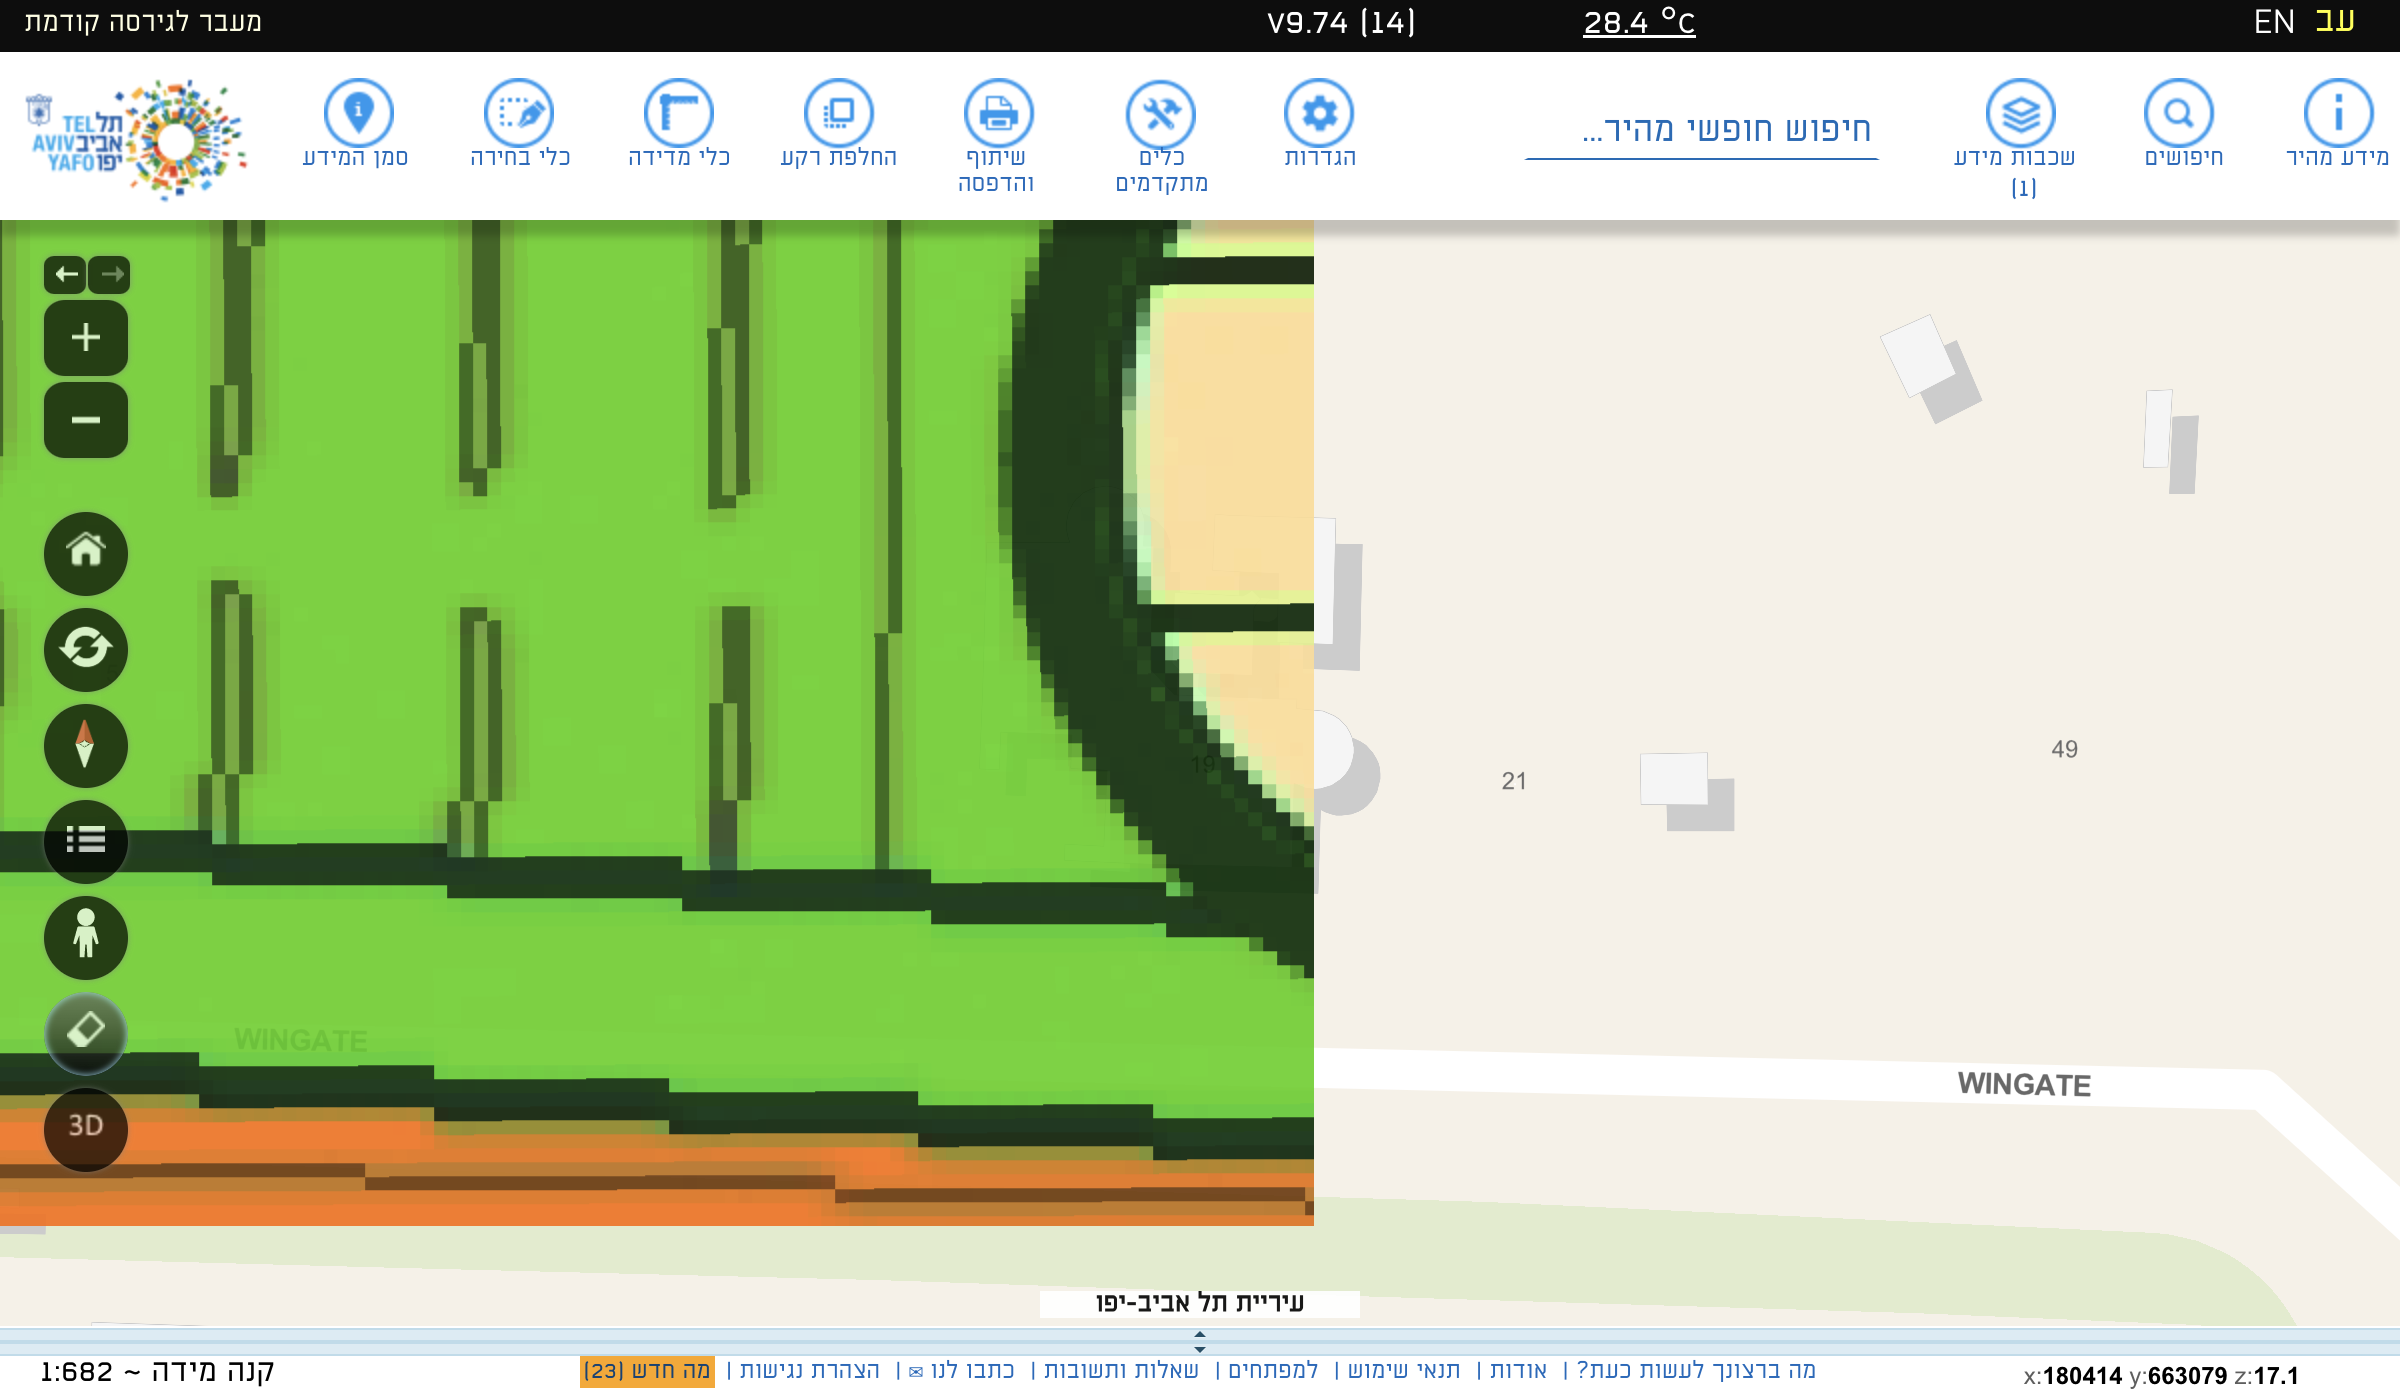 מעבר לגירסה קודמת
V9.74 (14)
28.4 °C
EN עב
תל אביב יפו
TEL AVIV YAFO
סמן המידע
כלי בחירה
כלי מדידה
החלפת רקע
שיתוף והדפסה
כלים מתקדמים
הגדרות
חיפוש חופשי מהיר...
שכבות מידע (1)
חיפושים
מידע מהיר
19
21
49
WINGATE
WINGATE
3D
עיריית תל אביב-יפו
קנה מידה ~ 1:682
מה ברצונך לעשות כעת? | אודות | תנאי שימוש | למפתחים | שאלות ותשובות | כתבו לנו ✉ | הצהרת נגישות | מה חדש (23)
x:180414 y:663079 z:17.1